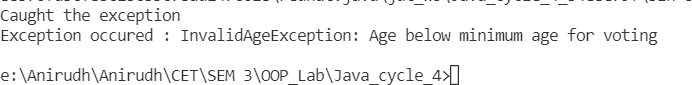 Caught the exception
Exception occured : InvalidAgeException: Age below minimum age for voting
e:\Anirudh\Anirudh\CET\SEM 3\OOP_Lab\Java_cycle_4>